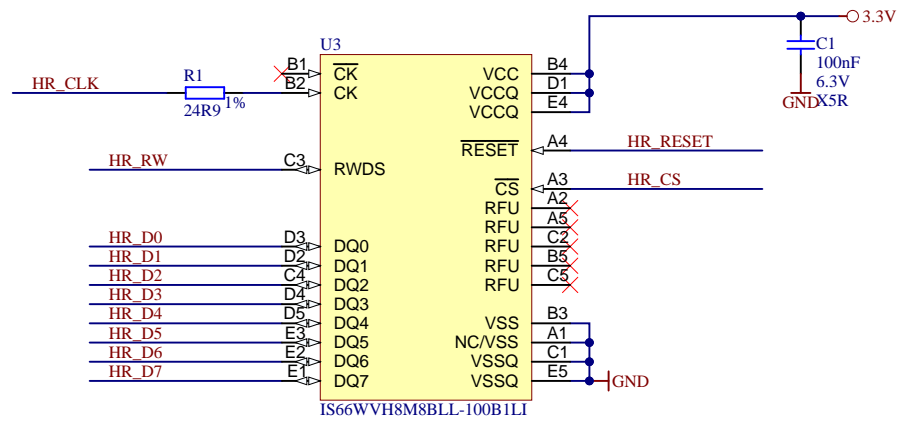 3.3V
U3
C1
100nF
6.3V
X5R
GND
HR_CLK
R1
24R9
1%
B1
CK
B2
CK
VCC
B4
VCCQ
D1
VCCQ
E4
RESET
A4
HR_RESET
HR_RW
C3
RWDS
CS
A3
HR_CS
RFU
A2
RFU
A5
RFU
C2
RFU
B5
RFU
C5
HR_D0
D3
DQ0
HR_D1
D2
DQ1
HR_D2
C4
DQ2
HR_D3
D4
DQ3
HR_D4
D5
DQ4
HR_D5
E3
DQ5
HR_D6
E2
DQ6
HR_D7
E1
DQ7
VSS
B3
NC/VSS
A1
VSSQ
C1
VSSQ
E5
GND
IS66WVH8M8BLL-100B1LI